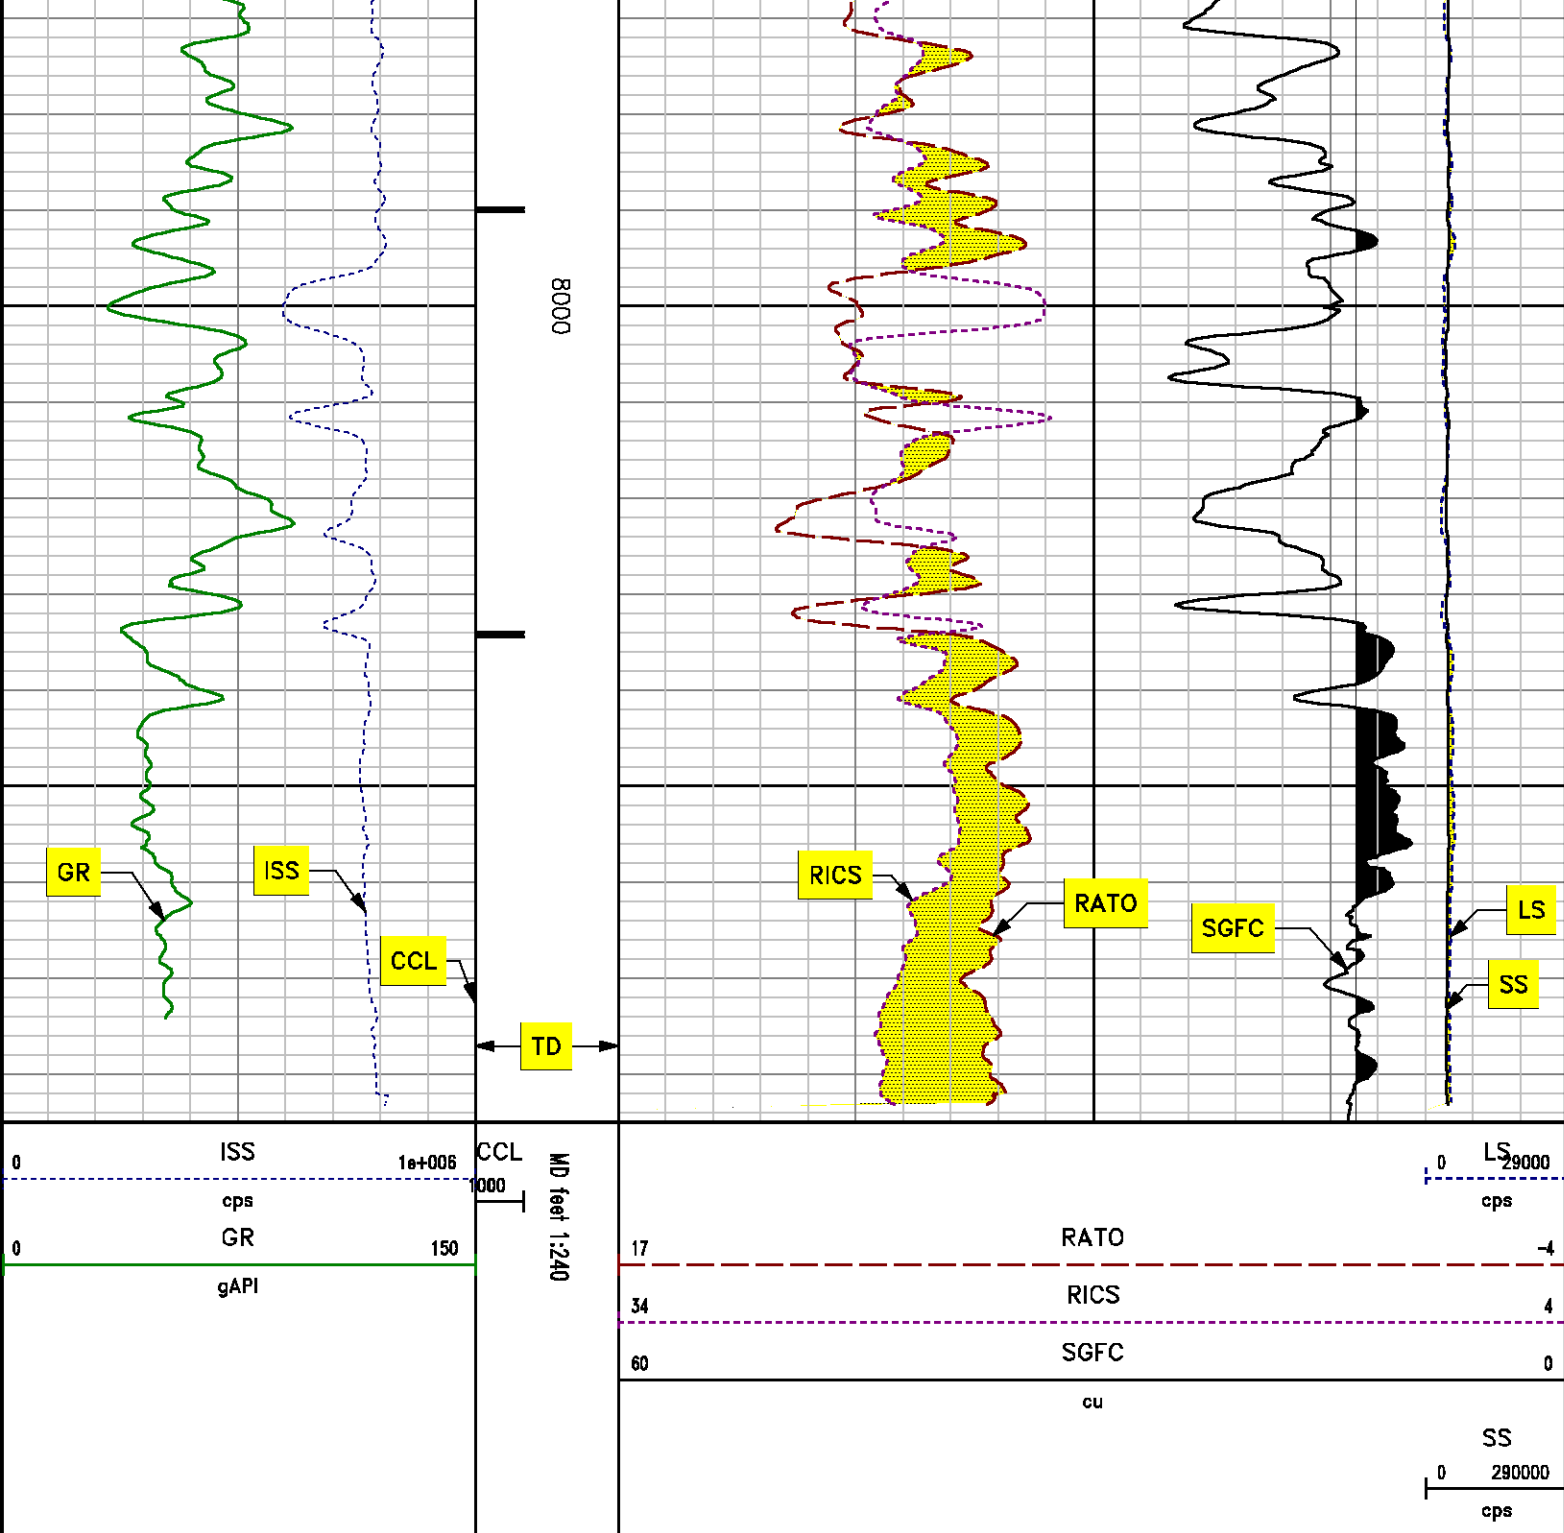 8000
GR
ISS
RICS
RATO
CCL
SGFC
LS
SS
TD
ISS
0 1e+006
cps
GR
0 150
gAPI
CCL
1000
MD feet 1:240
LS
0 29000
cps
RATO
17 -4
RICS
34 4
SGFC
60 0
cu
SS
0 290000
cps